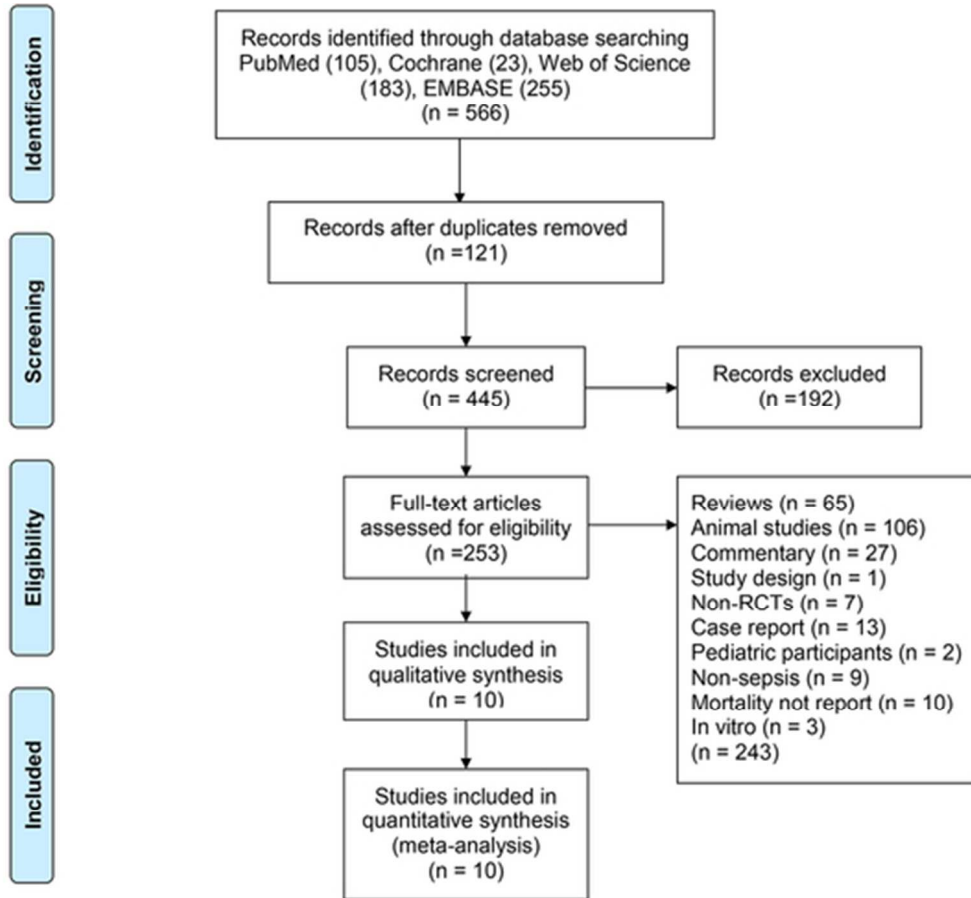 Identification
Records identified through database searching
PubMed (105), Cochrane (23), Web of Science
(183), EMBASE (255)
(n = 566)
Records after duplicates removed
(n =121)
Screening
Records screened
(n = 445)
Records excluded
(n =192)
Eligibility
Full-text articles
assessed for eligibility
(n =253)
Reviews (n = 65)
Animal studies (n = 106)
Commentary (n = 27)
Study design (n = 1)
Non-RCTs (n = 7)
Case report (n = 13)
Pediatric participants (n = 2)
Non-sepsis (n = 9)
Mortality not report (n = 10)
In vitro (n = 3)
(n = 243)
Studies included in
qualitative synthesis
(n = 10)
Included
Studies included in
quantitative synthesis
(meta-analysis)
(n = 10)